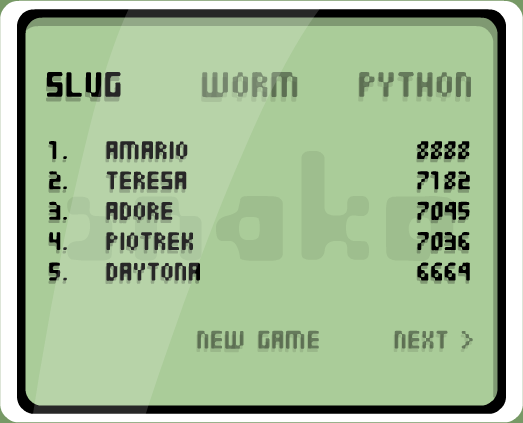 SLUG WORM PYTHON
1. AMARIO 8888
2. TERESA 7182
3. ADORE 7095
4. PIOTREK 7036
5. DAYTONA 6669
NEW GAME NEXT >